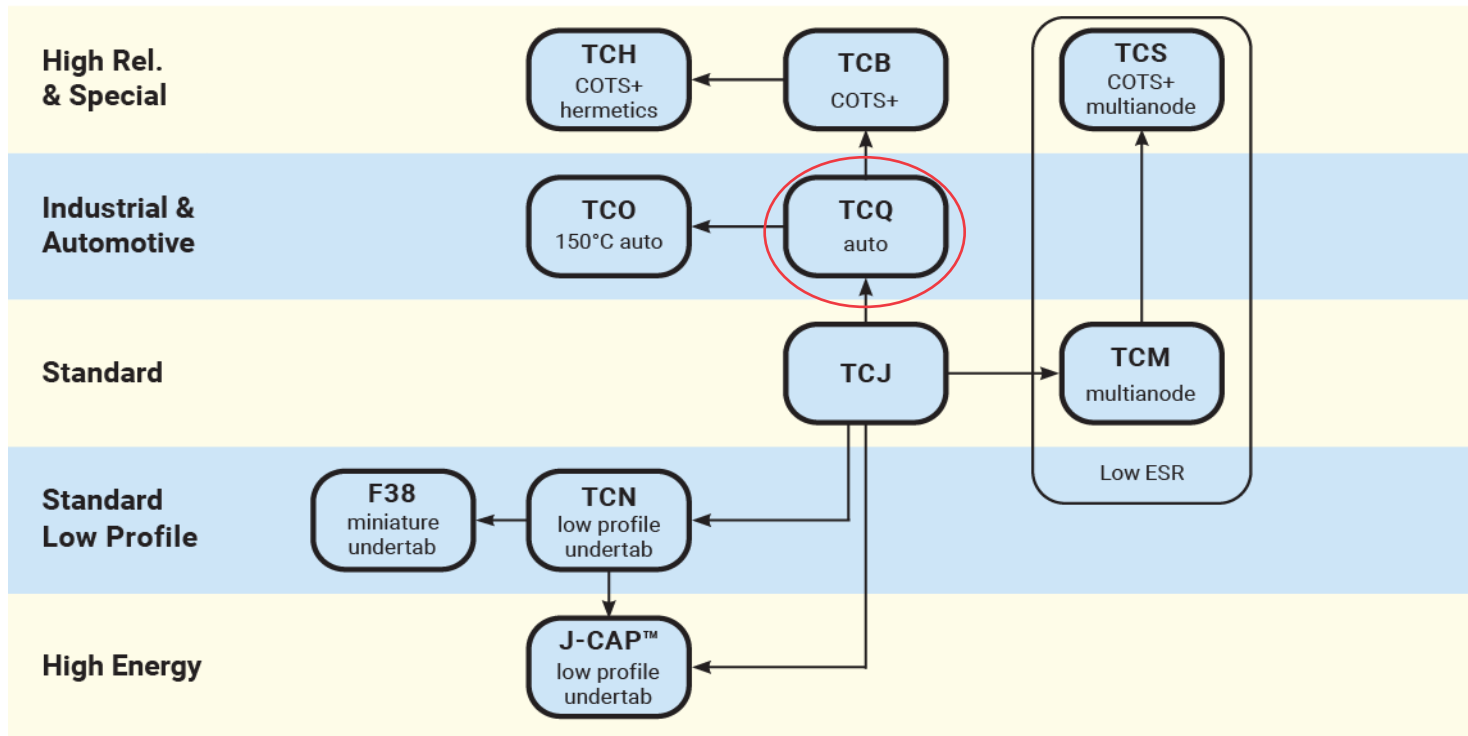 High Rel.
& Special
TCH
COTS+
hermetics
TCB
COTS+
TCS
COTS+
multianode
Industrial &
Automotive
TCO
150°C auto
TCQ
auto
Standard
TCJ
TCM
multianode
Low ESR
Standard
Low Profile
F38
miniature
undertab
TCN
low profile
undertab
High Energy
J-CAP™
low profile
undertab